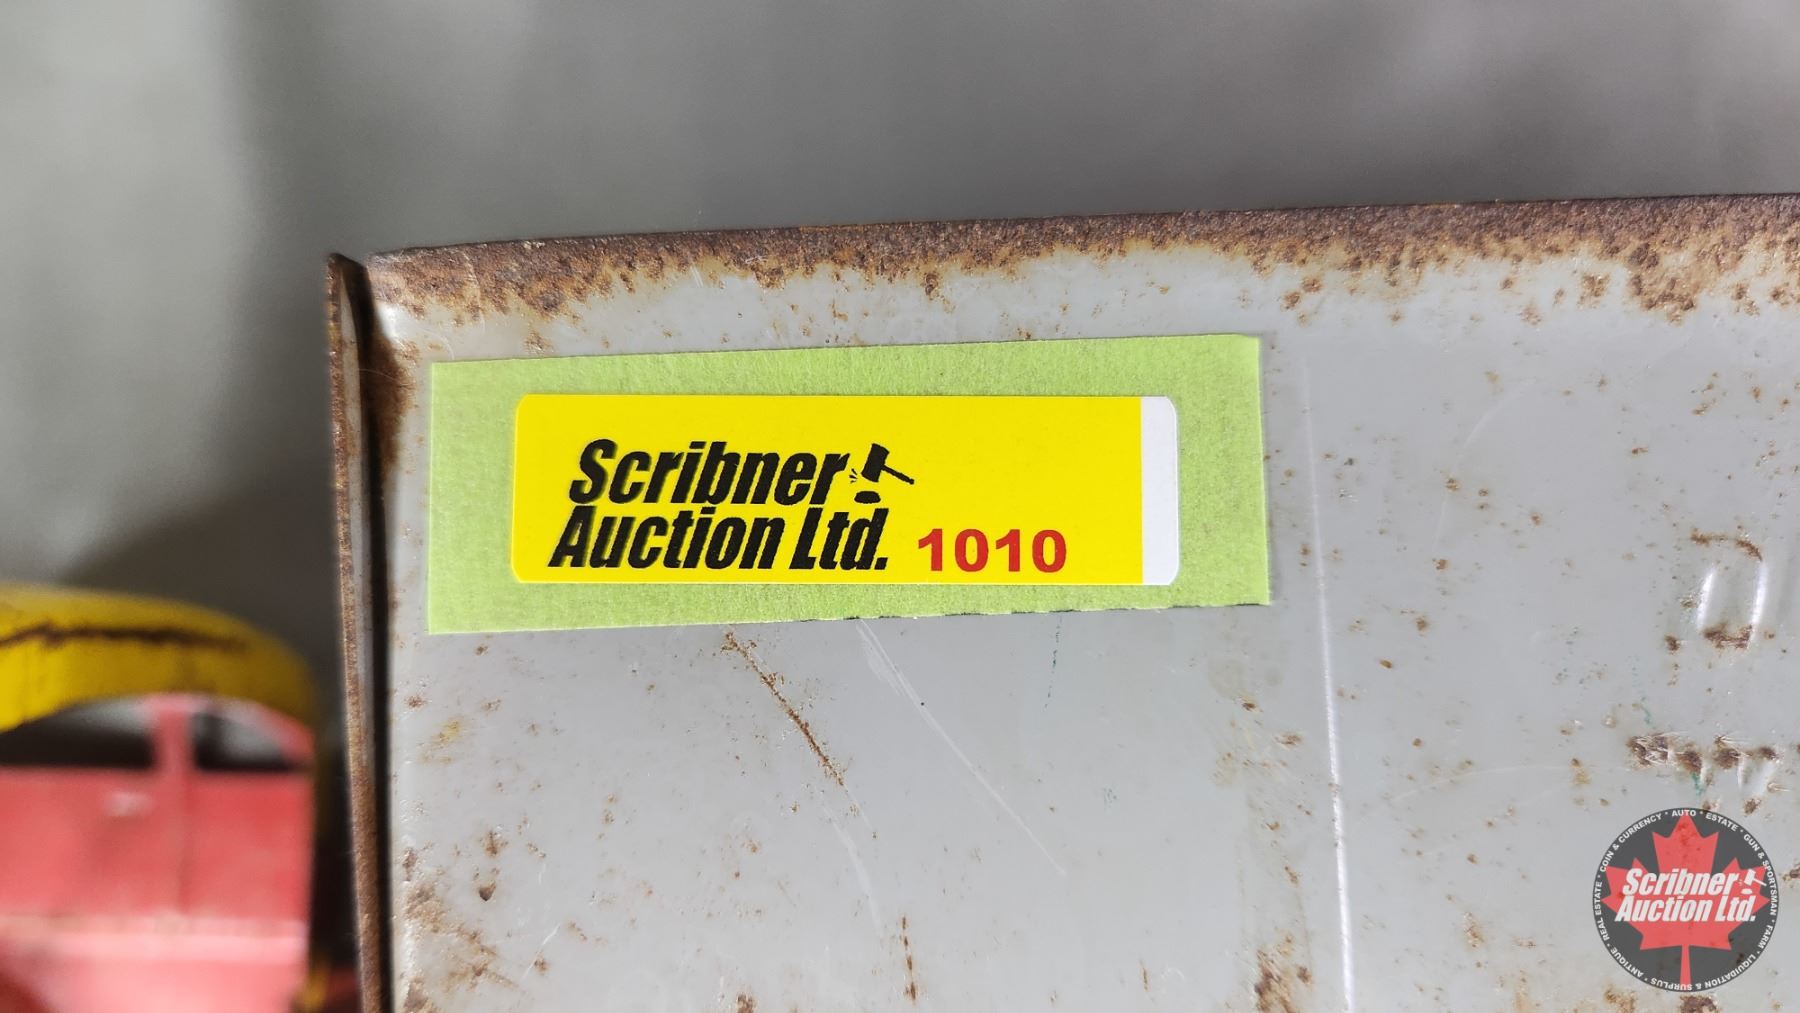 Scribner
Auction Ltd. 1010
Scribner
Auction Ltd.
REAL ESTATE * COIN & CURRENCY * AUTO * ESTATE * GUN & SPORTSMAN * FARM * LIQUIDATION & SURPLUS * ANTIQUE *